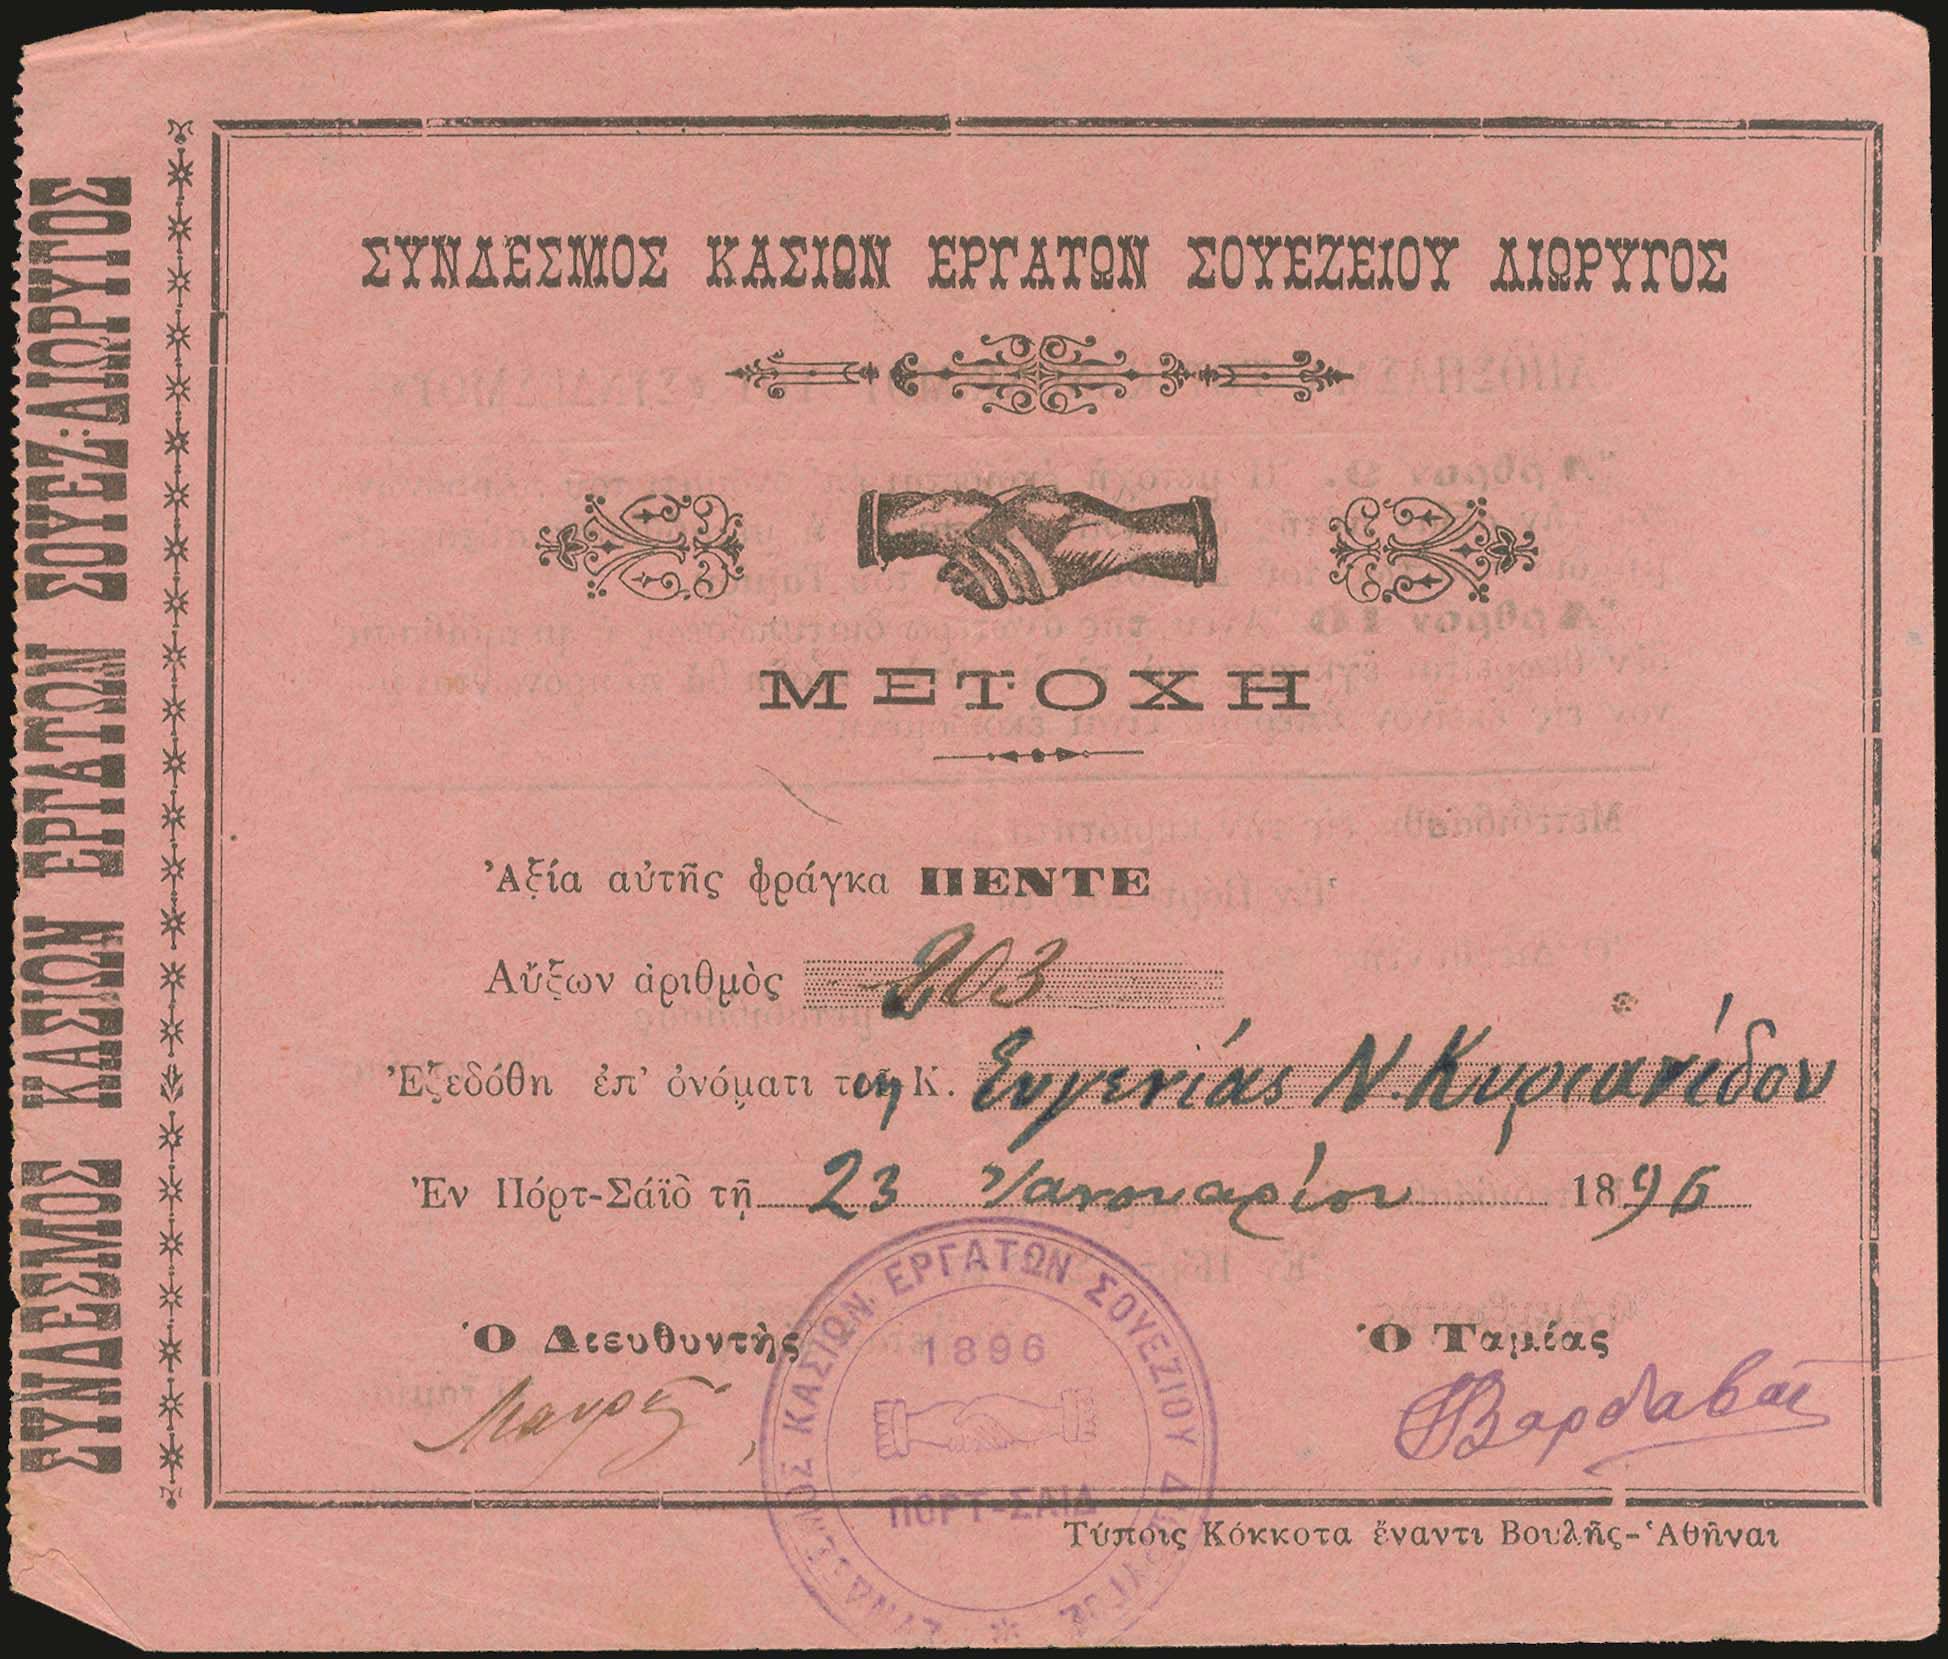 ΣΥΝΔΕΣΜΟΣ ΚΑΣΙΩΝ ΕΡΓΑΤΩΝ ΣΟΥΕΖ: ΔΙΩΡΥΓΟΣ
ΣΥΝΔΕΣΜΟΣ ΚΑΣΙΩΝ ΕΡΓΑΤΩΝ ΣΟΥΕΖΕΙΟΥ ΔΙΩΡΥΓΟΣ
ΜΕΤΟΧΗ
Ἀξία αὐτῆς φράγκα ΠΕΝΤΕ
Αὔξων ἀριθμὸς 203
Ἐξεδόθη ἐπ' ὀνόματι τῆς Κ. Ευγενίας Ν. Κυριακίδου
Ἐν Πόρτ-Σάϊδ τῇ 23 Ιανουαρίου 1896
Ὁ Διευθυντὴς
Ὁ Ταμίας
ΣΥΝΔΕΣΜΟΣ ΚΑΣΙΩΝ ΕΡΓΑΤΩΝ ΣΟΥΕΖΙΟΥ ΔΙΩΡΥΓΟΣ
1896
ΠΟΡΤ-ΣΑΙΔ
Τύποις Κόκκοτα ἔναντι Βουλῆς-Ἀθῆναι